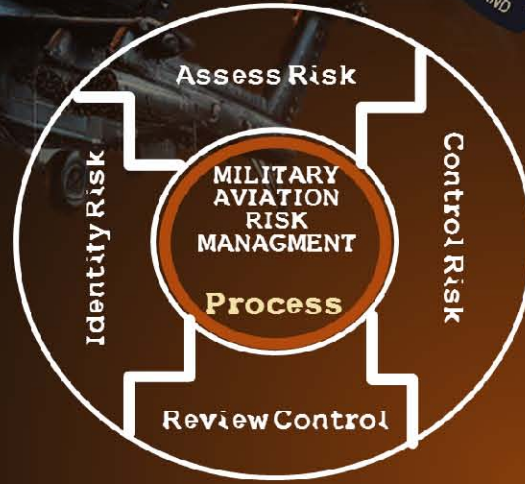 Assess Risk
Identity Risk
Control Risk
MILITARY
AVIATION
RISK
MANAGMENT
Process
Review Control